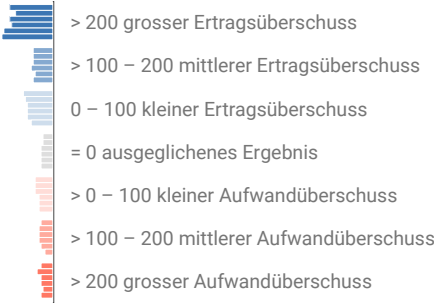 > 200 grosser Ertragsüberschuss
> 100 – 200 mittlerer Ertragsüberschuss
0 – 100 kleiner Ertragsüberschuss
= 0 ausgeglichenes Ergebnis
> 0 – 100 kleiner Aufwandüberschuss
> 100 – 200 mittlerer Aufwandüberschuss
> 200 grosser Aufwandüberschuss